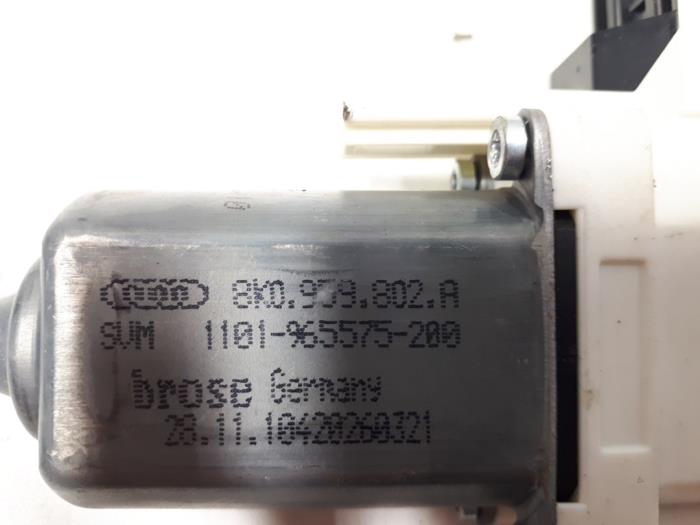 8K0.959.802.A
SVM 1101-965575-200
brose Germany
28.11.10420260321